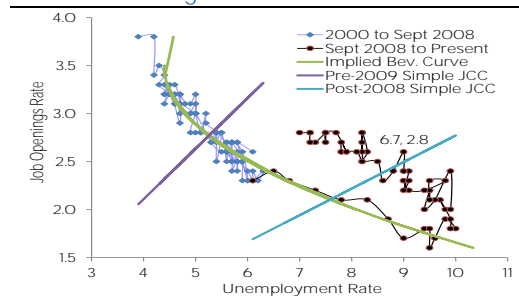 4.0
3.5
3.0
2.5
2.0
1.5
Job Openings Rate
2000 to Sept 2008
Sept 2008 to Present
Implied Bev. Curve
Pre-2009 Simple JCC
Post-2008 Simple JCC
6.7, 2.8
3 4 5 6 7 8 9 10 11
Unemployment Rate